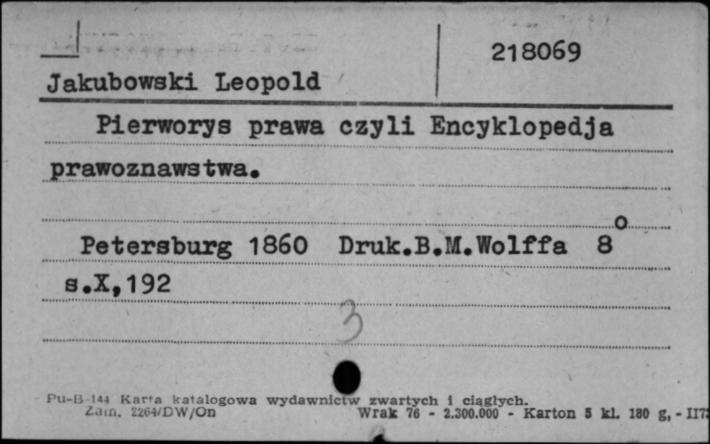 218069
Jakubowski Leopold
Pierworys prawa czyli Encyklopedja
prawoznawstwa.
Petersburg 1860 Druk.B.M.Wolffa 8°
s.X,192
3
Pu-B-144 Karta katalogowa wydawnictw zwartych i ciągłych.
Zam. 2264/DW/On Wrak 76 - 2.300.000 - Karton 5 kl. 180 g, - II73